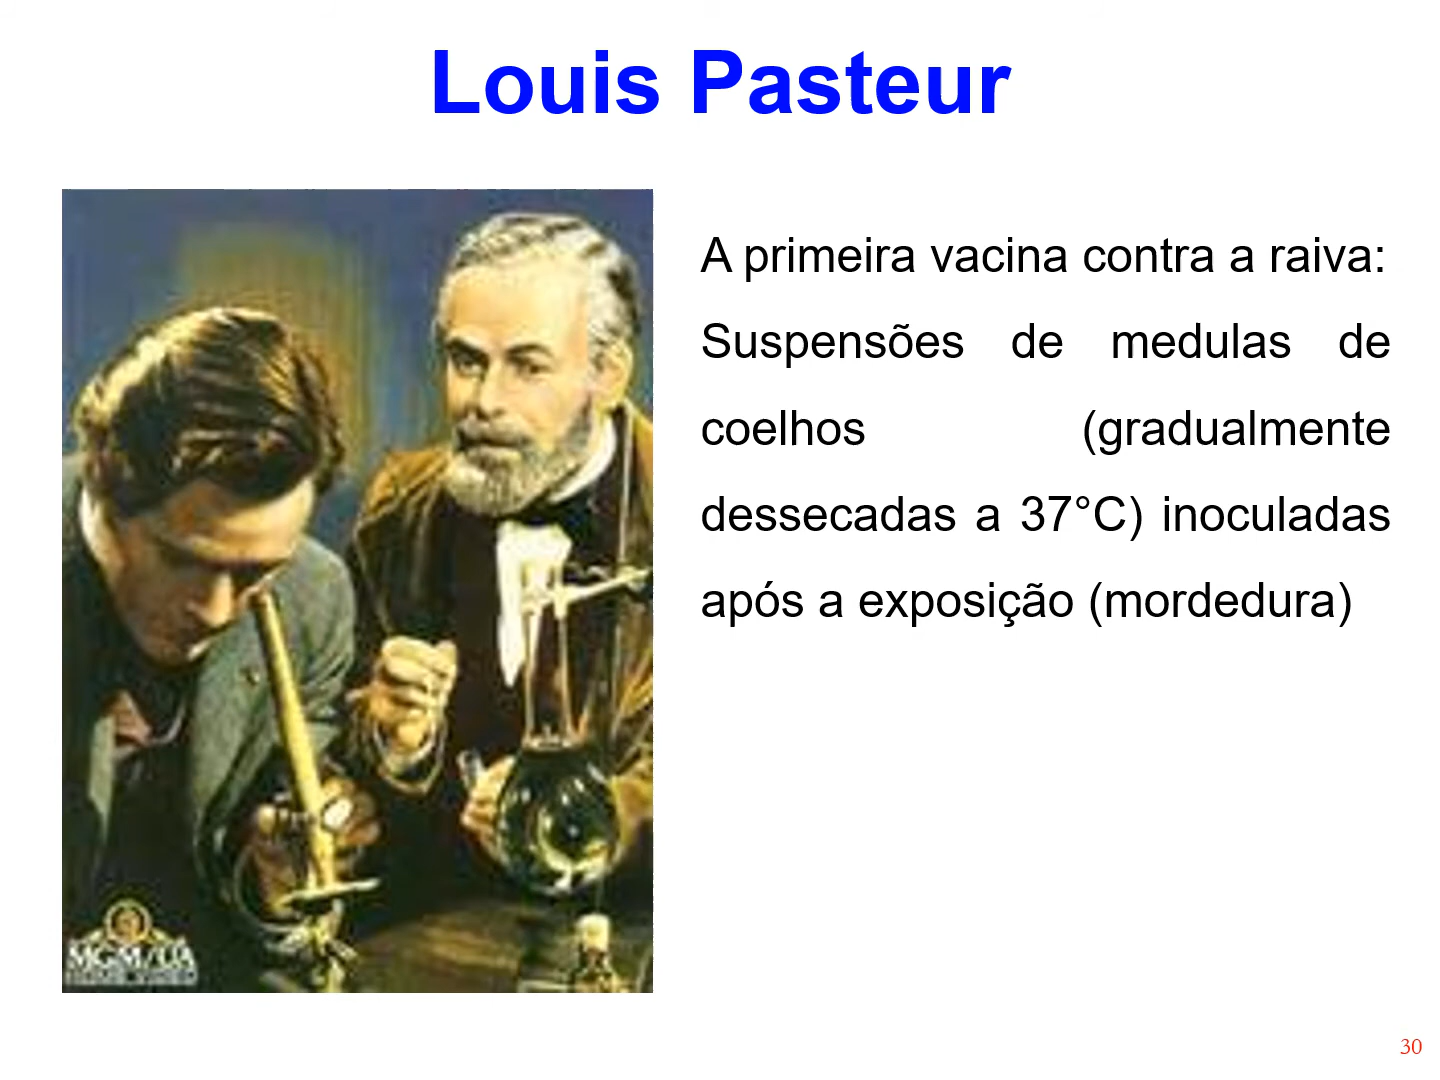 Louis Pasteur
A primeira vacina contra a raiva:
Suspensões de medulas de
coelhos (gradualmente
dessecadas a 37°C) inoculadas
após a exposição (mordedura)
MGM/UA
30